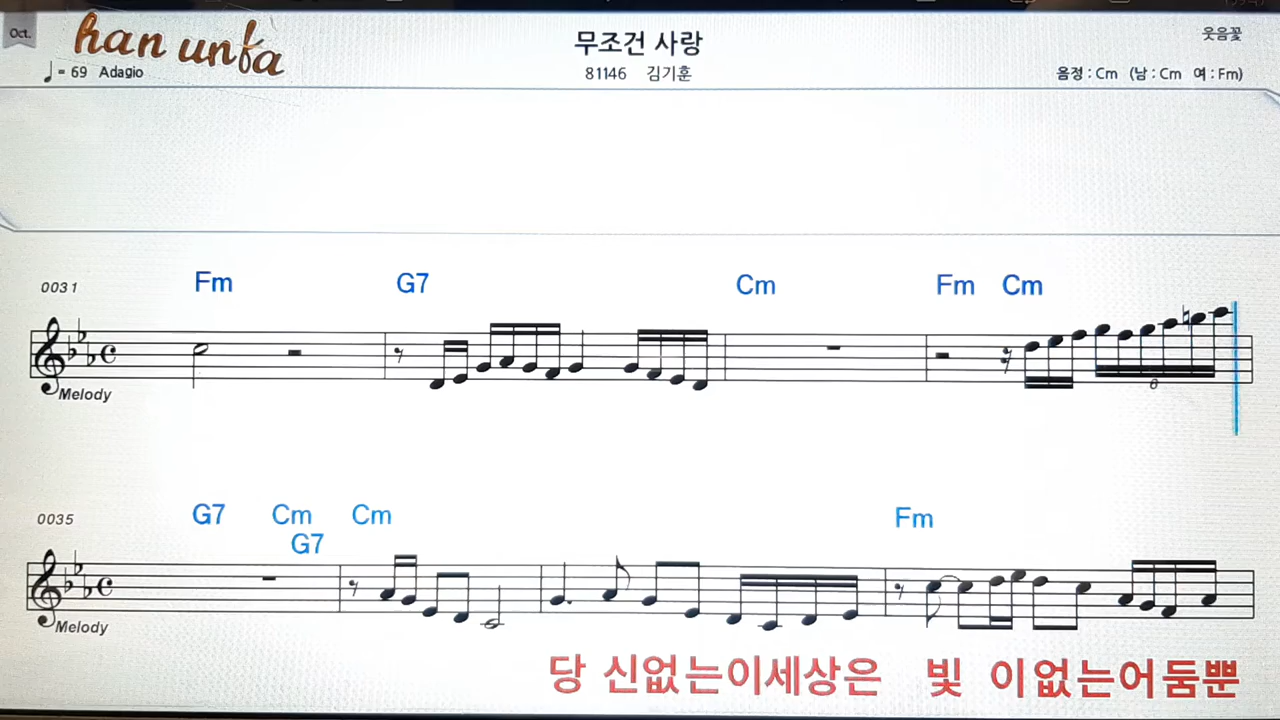 Oct.
han unfa
무조건 사랑
웃음꽃
♩ = 69 Adagio
81146 김기훈
음정 : Cm (남 : Cm 여 : Fm)
0031 Fm G7 Cm Fm Cm
Melody
6
0035 G7 Cm Cm Fm
G7
Melody
당 신없는이세상은 빛 이없는어둠뿐